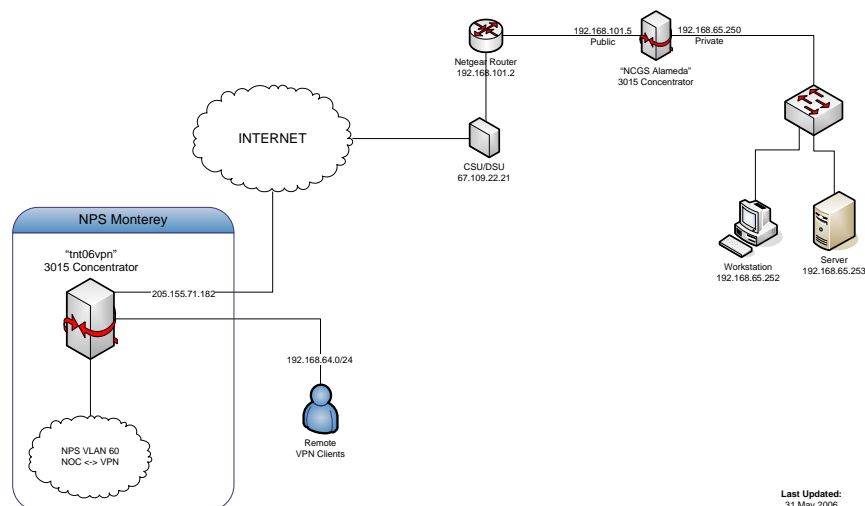 192.168.101.5
Public
192.168.65.250
Private
Netgear Router
192.168.101.2
“NCGS Alameda”
3015 Concentrator
INTERNET
CSU/DSU
67.109.22.21
NPS Monterey
“tnt06vpn”
3015 Concentrator
205.155.71.182
Workstation
192.168.65.252
Server
192.168.65.253
192.168.64.0/24
Remote
VPN Clients
NPS VLAN 60
NOC <-> VPN
Last Updated:
31 May 2006